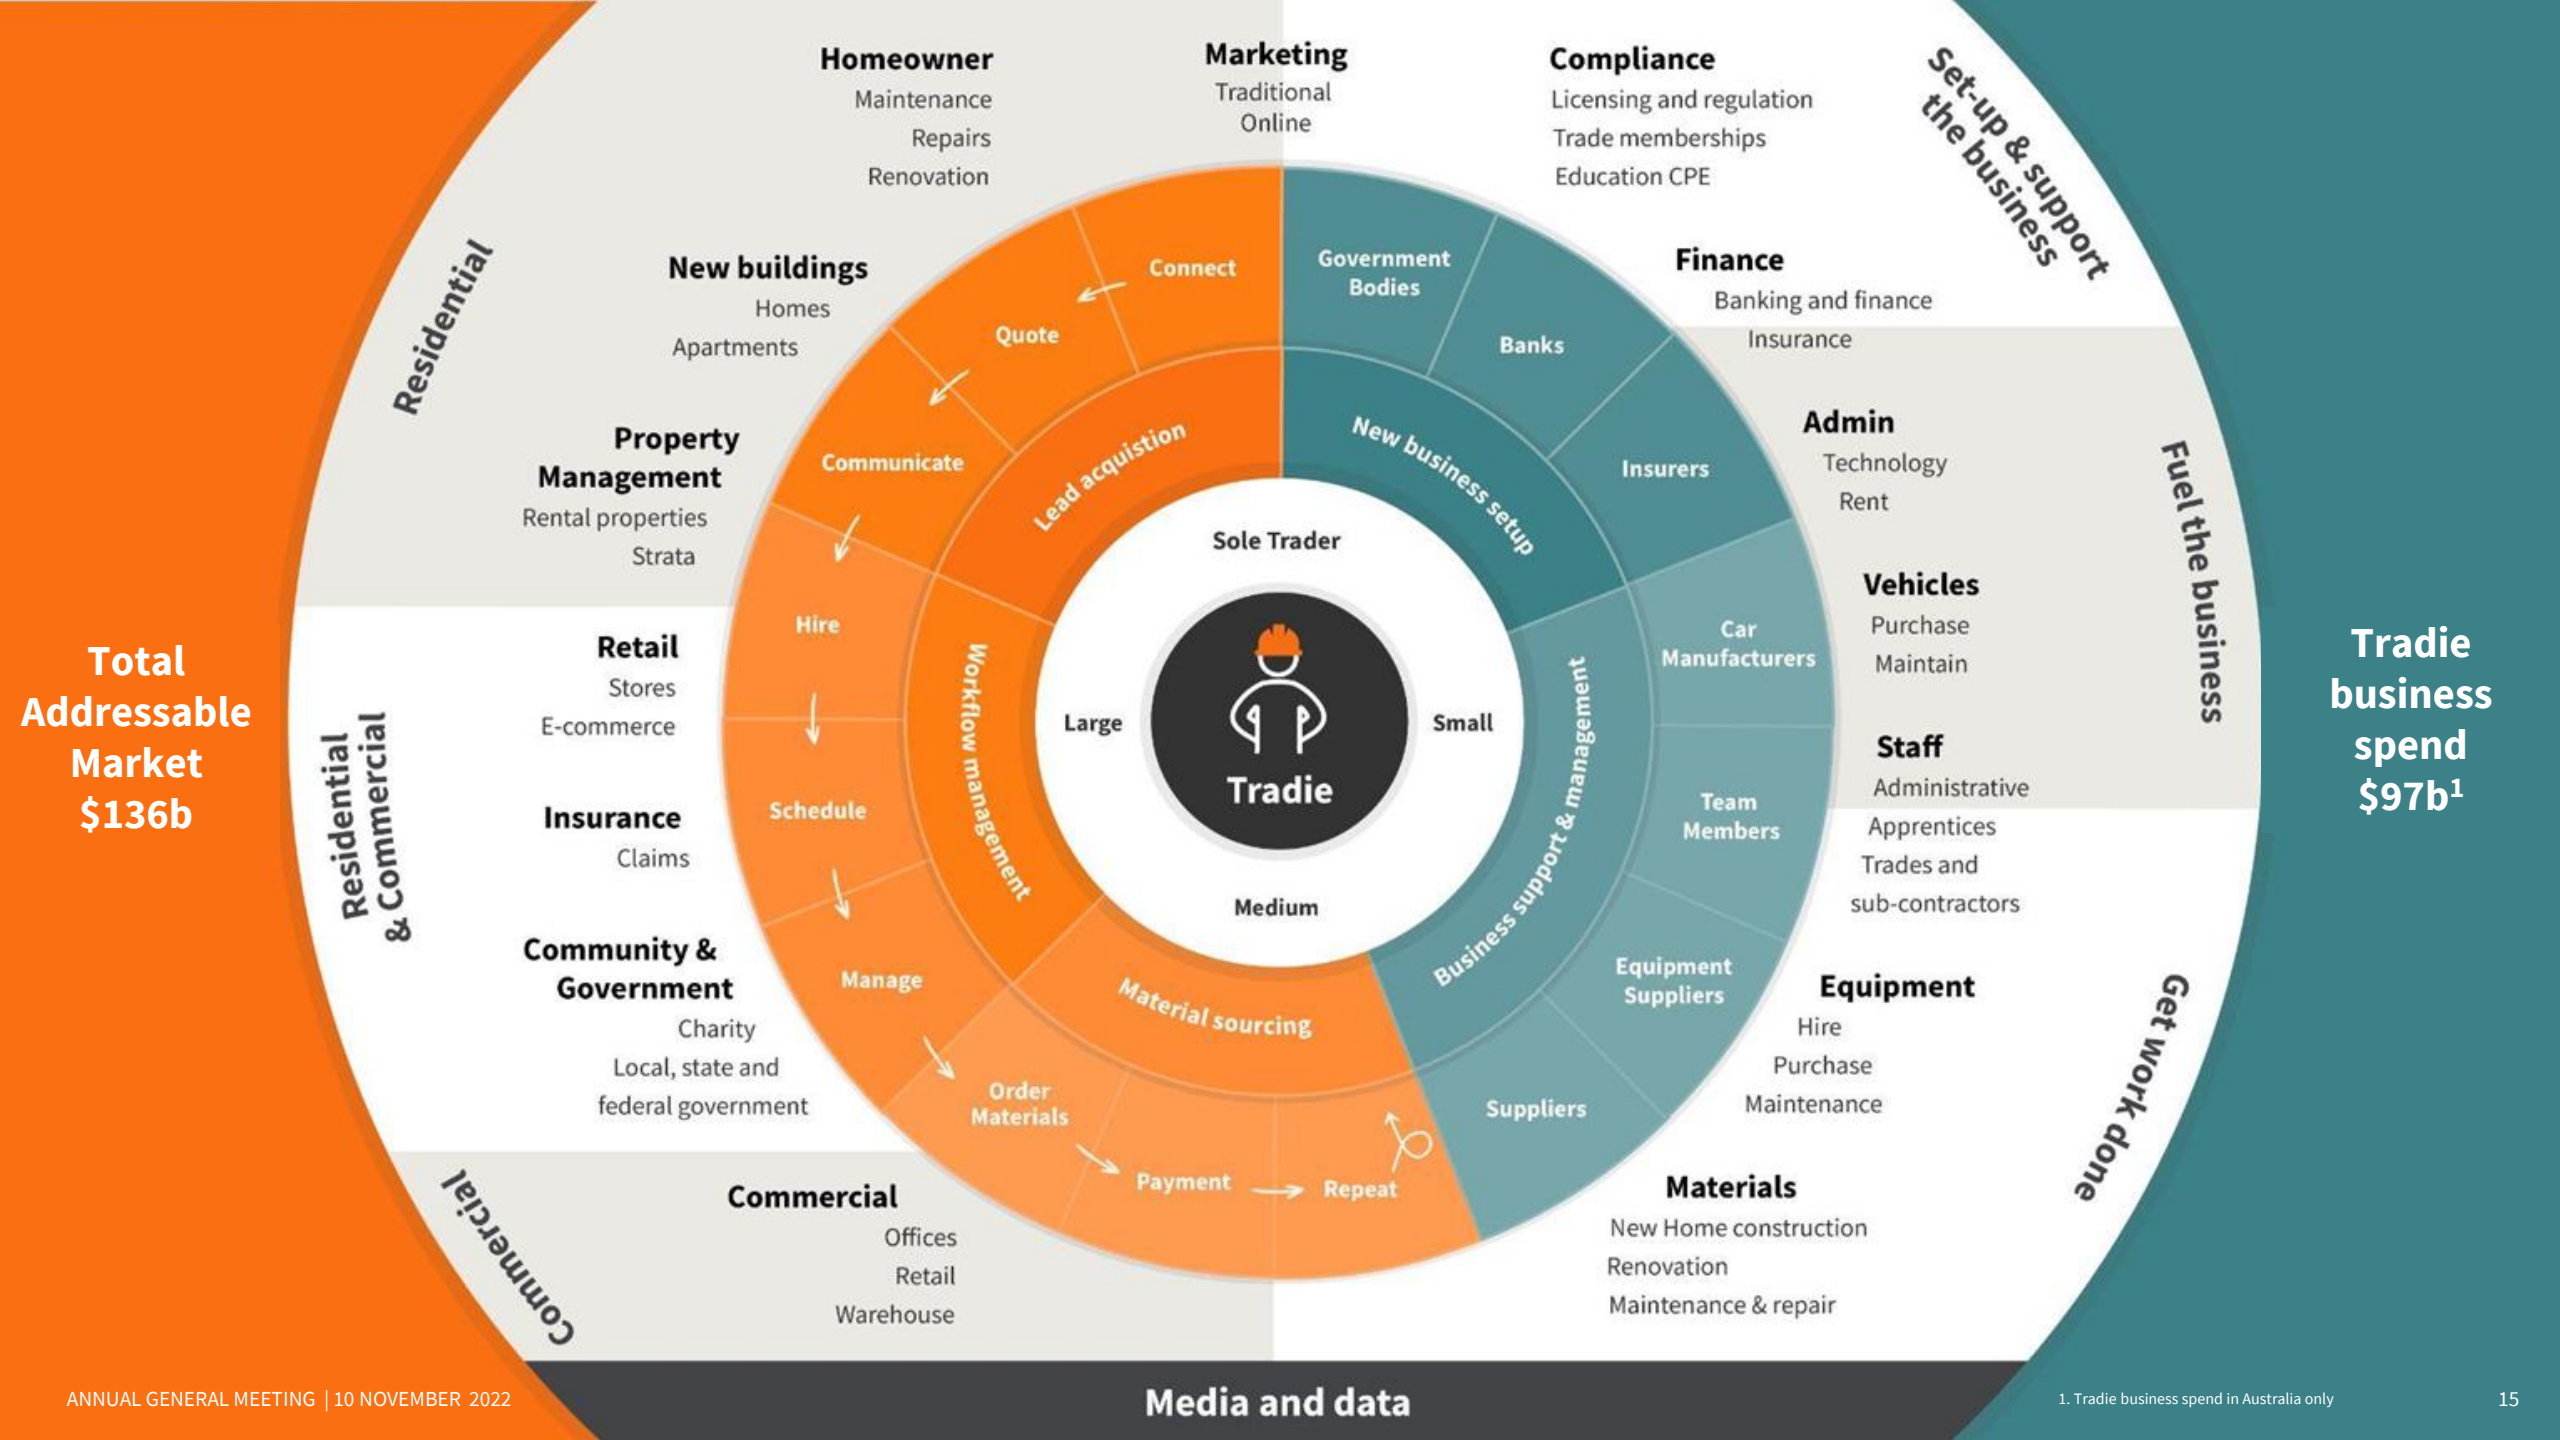 Total
Addressable
Market
$136b
Residential
Residential
& Commercial
Commercial
Homeowner
Maintenance
Repairs
Renovation
New buildings
Homes
Apartments
Property
Management
Rental properties
Strata
Retail
Stores
E-commerce
Insurance
Claims
Community &
Government
Charity
Local, state and
federal government
Commercial
Offices
Retail
Warehouse
Marketing
Traditional
Online
Connect
Quote
Communicate
Hire
Schedule
Manage
Order
Materials
Payment
Repeat
Lead acquistion
Workflow management
Material sourcing
Sole Trader
Large
Small
Medium
Tradie
New business setup
Business support & management
Government
Bodies
Banks
Insurers
Car
Manufacturers
Team
Members
Equipment
Suppliers
Suppliers
Compliance
Licensing and regulation
Trade memberships
Education CPE
Finance
Banking and finance
Insurance
Admin
Technology
Rent
Vehicles
Purchase
Maintain
Staff
Administrative
Apprentices
Trades and
sub-contractors
Equipment
Hire
Purchase
Maintenance
Materials
New Home construction
Renovation
Maintenance & repair
Set-up & support
the business
Fuel the business
Get work done
Tradie
business
spend
$97b¹
ANNUAL GENERAL MEETING | 10 NOVEMBER 2022
Media and data
1. Tradie business spend in Australia only
15